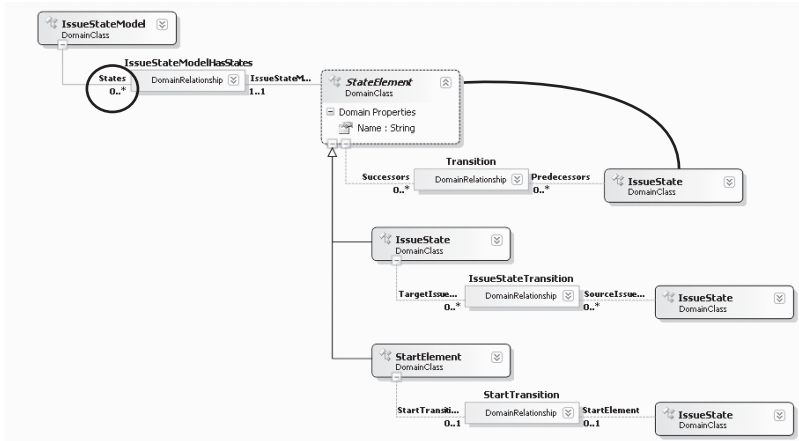 IssueStateModel
DomainClass
IssueStateModelHasStates
States
DomainRelationship
IssueStateM...
0..*
1..1
StateElement
DomainClass
Domain Properties
Name : String
Transition
Successors
DomainRelationship
Predecessors
0..*
0..*
IssueState
DomainClass
IssueState
DomainClass
IssueStateTransition
TargetIssue...
DomainRelationship
SourceIssue...
0..*
0..*
IssueState
DomainClass
StartElement
DomainClass
StartTransition
StartTransiti...
DomainRelationship
StartElement
0..1
0..1
IssueState
DomainClass